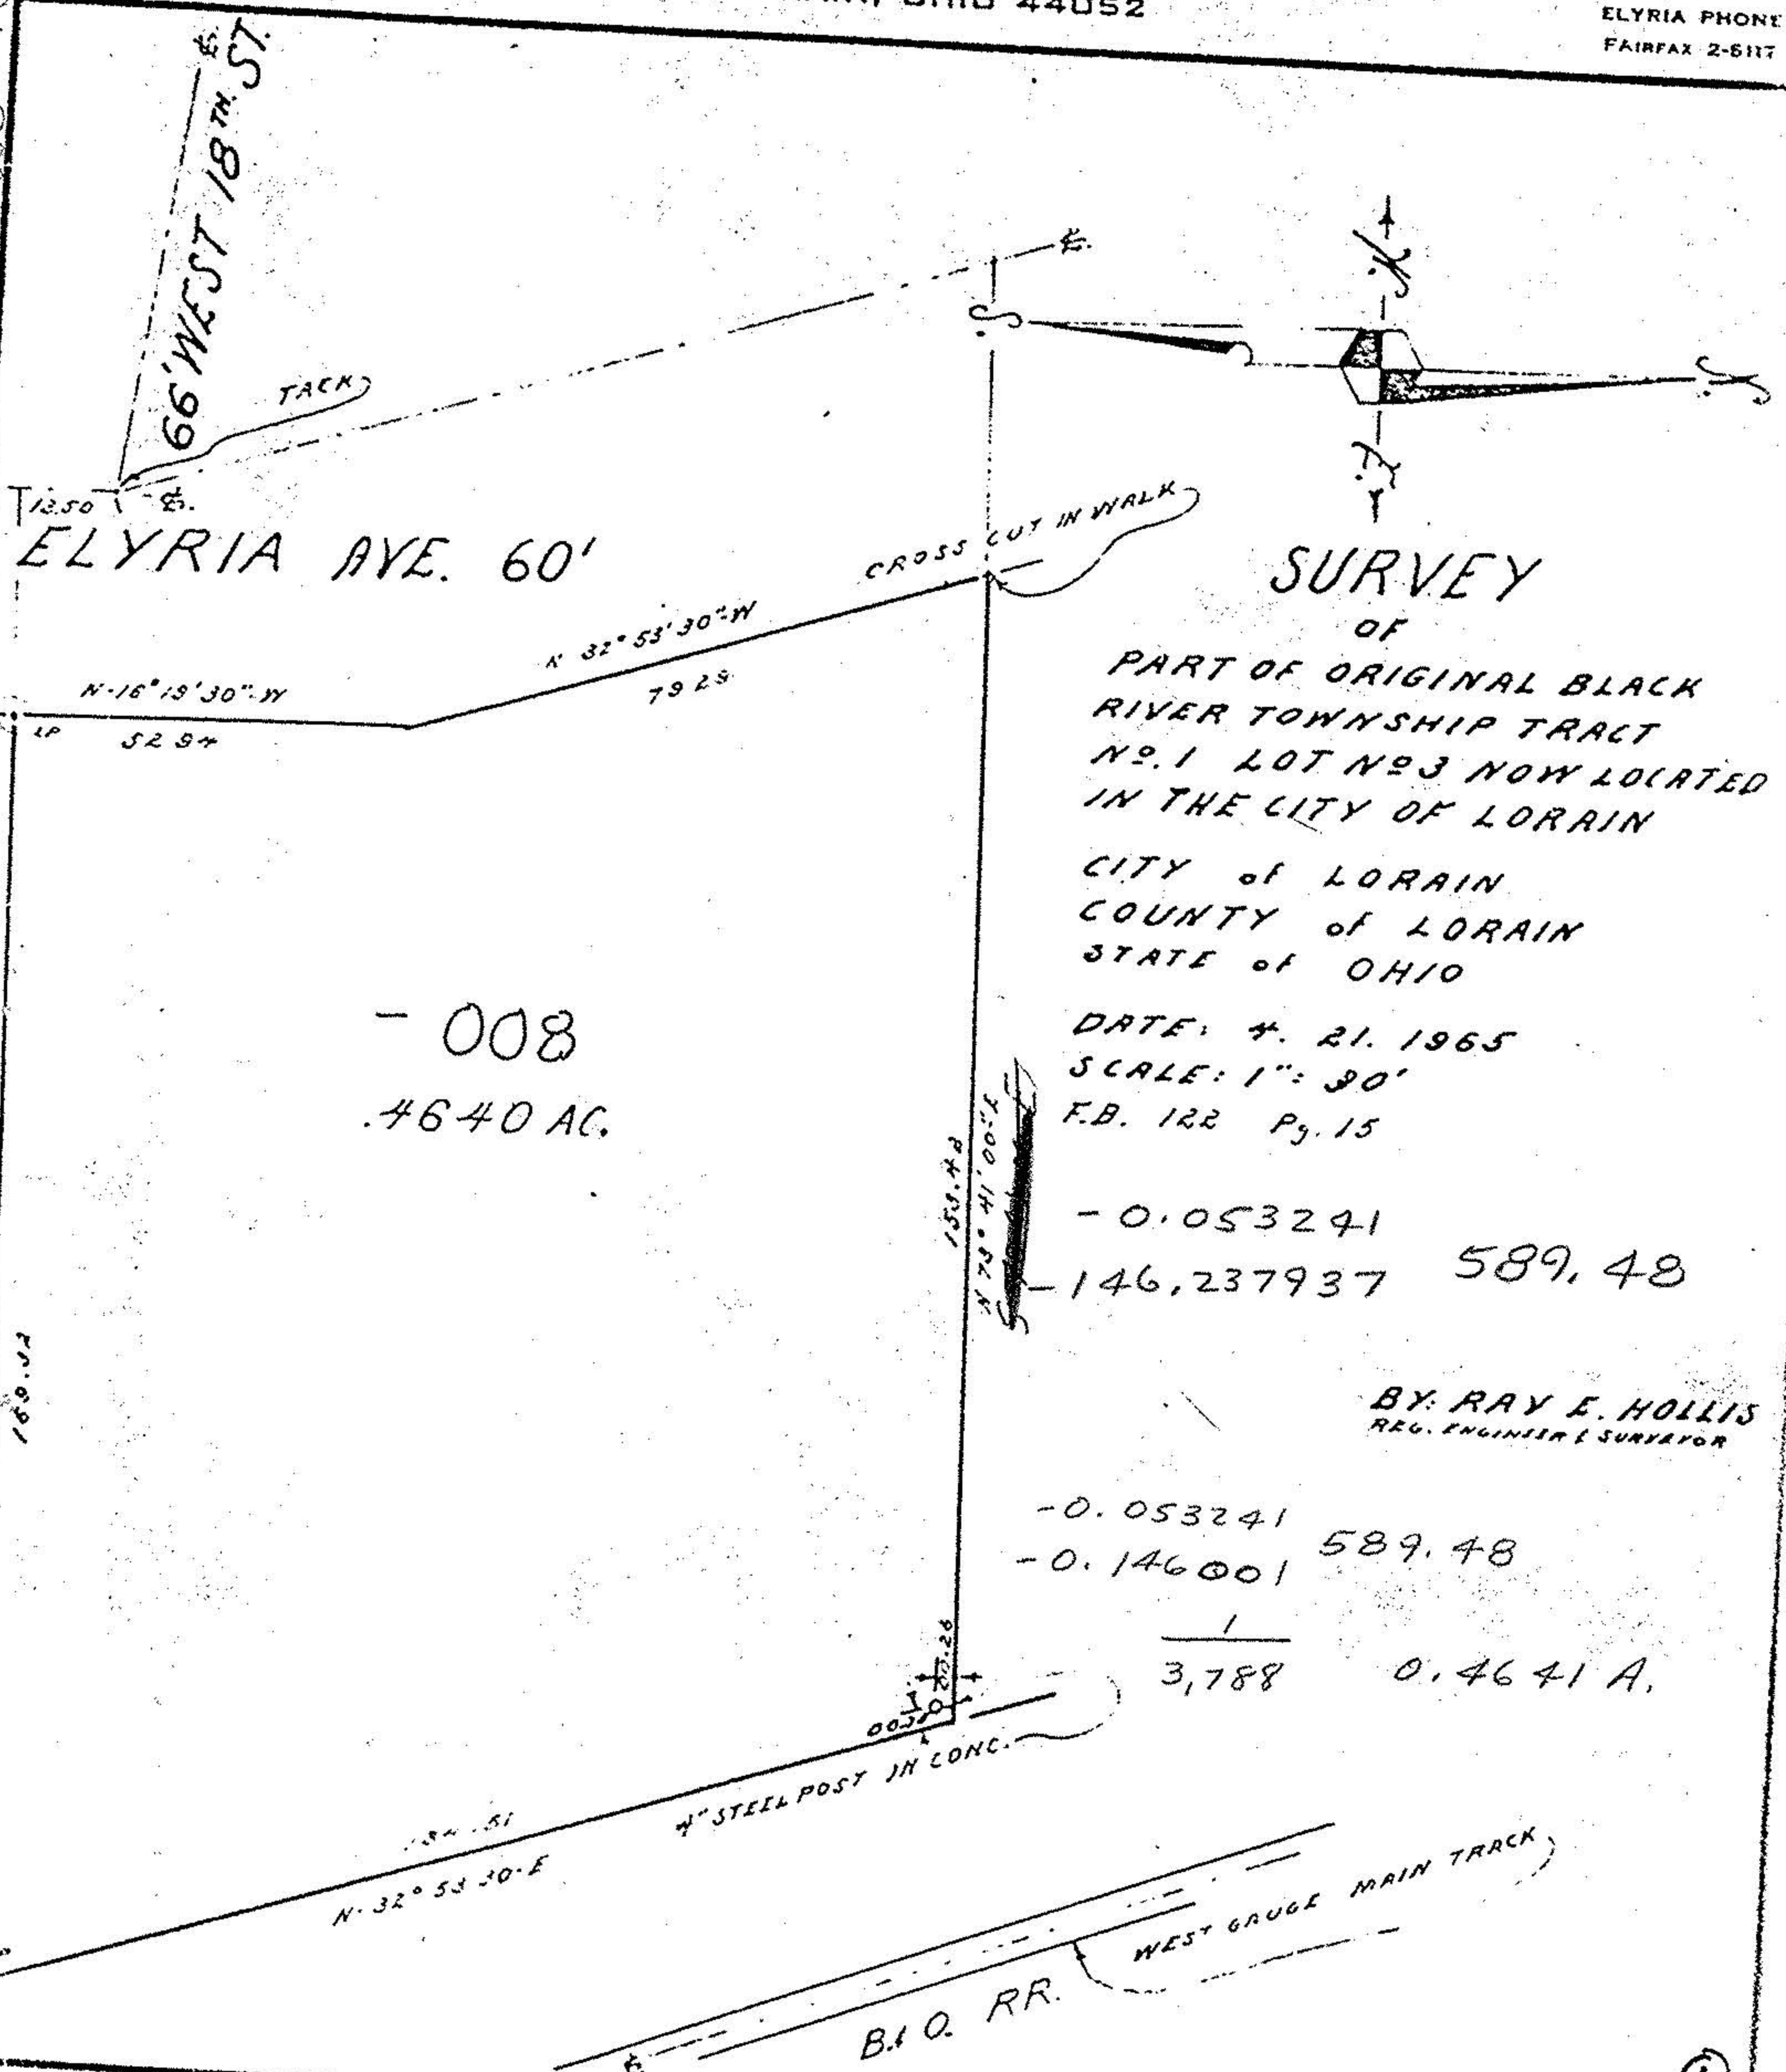 OHIO 44052
ELYRIA PHONE
FAIRFAX 2-6117
66' WEST 18TH. ST.
TACK
12.50
ELYRIA AVE. 60'
CROSS CUT IN WALK
N 32° 53' 30" W
79 29
N-16° 19' 30" W
I.P.
52 94
SURVEY
OF
PART OF ORIGINAL BLACK
RIVER TOWNSHIP TRACT
Nº. 1 LOT Nº 3 NOW LOCATED
IN THE CITY OF LORAIN
CITY of LORAIN
COUNTY of LORAIN
STATE of OHIO
DATE: 4. 21. 1965
F.B. 122 Pg. 15
- 008
.4640 AC.
-0.053241
-146,237937 589.48
BY: RAY E. HOLLIS
REG. ENGINEER & SURVEYOR
-0.053241
-0.146001 589.48
1
3,788 0.4641 A.
4" STEEL POST IN CONC.
N-32° 53 30-E
WEST GAUGE MAIN TRACK
B.&O. RR.